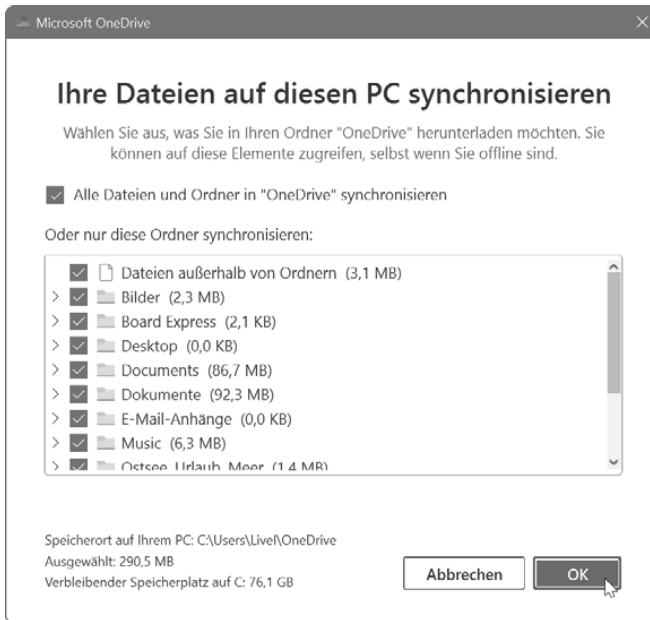 Microsoft OneDrive
Ihre Dateien auf diesen PC synchronisieren
Wählen Sie aus, was Sie in Ihren Ordner "OneDrive" herunterladen möchten. Sie
können auf diese Elemente zugreifen, selbst wenn Sie offline sind.
Alle Dateien und Ordner in "OneDrive" synchronisieren
Oder nur diese Ordner synchronisieren:
Dateien außerhalb von Ordnern (3,1 MB)
Bilder (2,3 MB)
Board Express (2,1 KB)
Desktop (0,0 KB)
Documents (86,7 MB)
Dokumente (92,3 MB)
E-Mail-Anhänge (0,0 KB)
Music (6,3 MB)
Ostsee, Urlaub, Meer (1,4 MB)
Speicherort auf Ihrem PC: C:\Users\Livel\OneDrive
Ausgewählt: 290,5 MB
Verbleibender Speicherplatz auf C: 76,1 GB
Abbrechen
OK